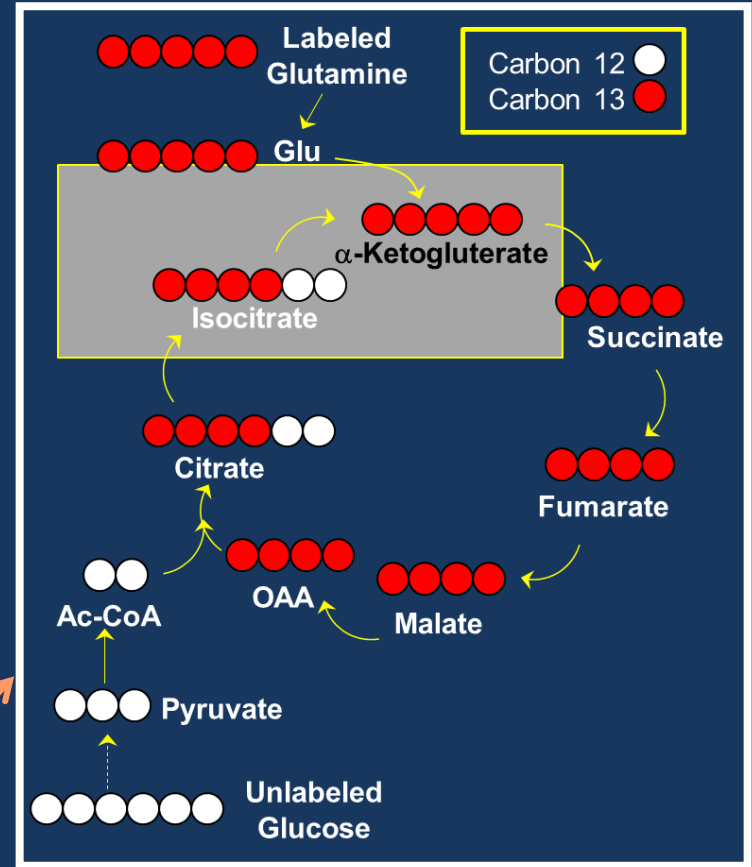 Labeled
Glutamine
Carbon 12
Carbon 13
Glu
α-Ketogluterate
Isocitrate
Succinate
Citrate
Fumarate
Ac-CoA
OAA
Malate
Pyruvate
Unlabeled
Glucose